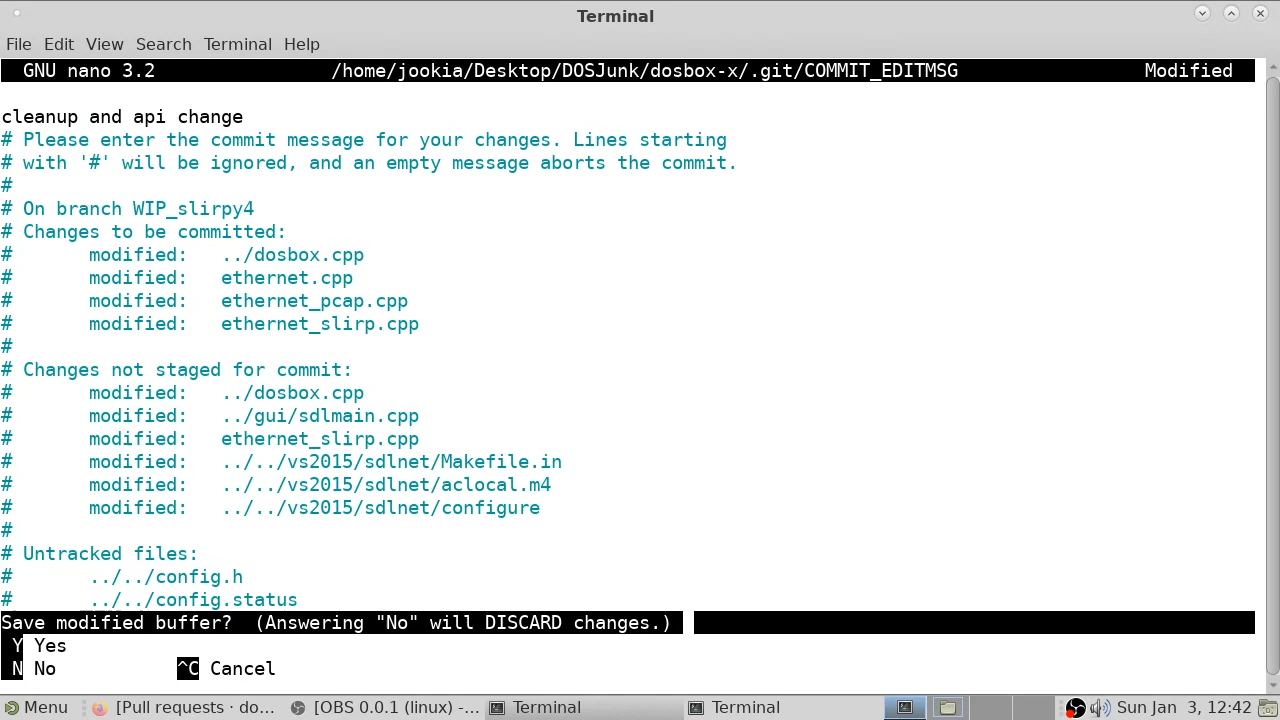 Terminal
File Edit View Search Terminal Help
GNU nano 3.2 /home/jookia/Desktop/DOSJunk/dosbox-x/.git/COMMIT_EDITMSG Modified
cleanup and api change
# Please enter the commit message for your changes. Lines starting
# with '#' will be ignored, and an empty message aborts the commit.
#
# On branch WIP_slirpy4
# Changes to be committed:
# modified: ../dosbox.cpp
# modified: ethernet.cpp
# modified: ethernet_pcap.cpp
# modified: ethernet_slirp.cpp
#
# Changes not staged for commit:
# modified: ../dosbox.cpp
# modified: ../gui/sdlmain.cpp
# modified: ethernet_slirp.cpp
# modified: ../../vs2015/sdlnet/Makefile.in
# modified: ../../vs2015/sdlnet/aclocal.m4
# modified: ../../vs2015/sdlnet/configure
#
# Untracked files:
# ../../config.h
# ../../config.status
Save modified buffer? (Answering "No" will DISCARD changes.)
Y Yes
N No ^C Cancel
Menu [Pull requests · do... [OBS 0.0.1 (linux) -... Terminal Terminal Sun Jan 3, 12:42